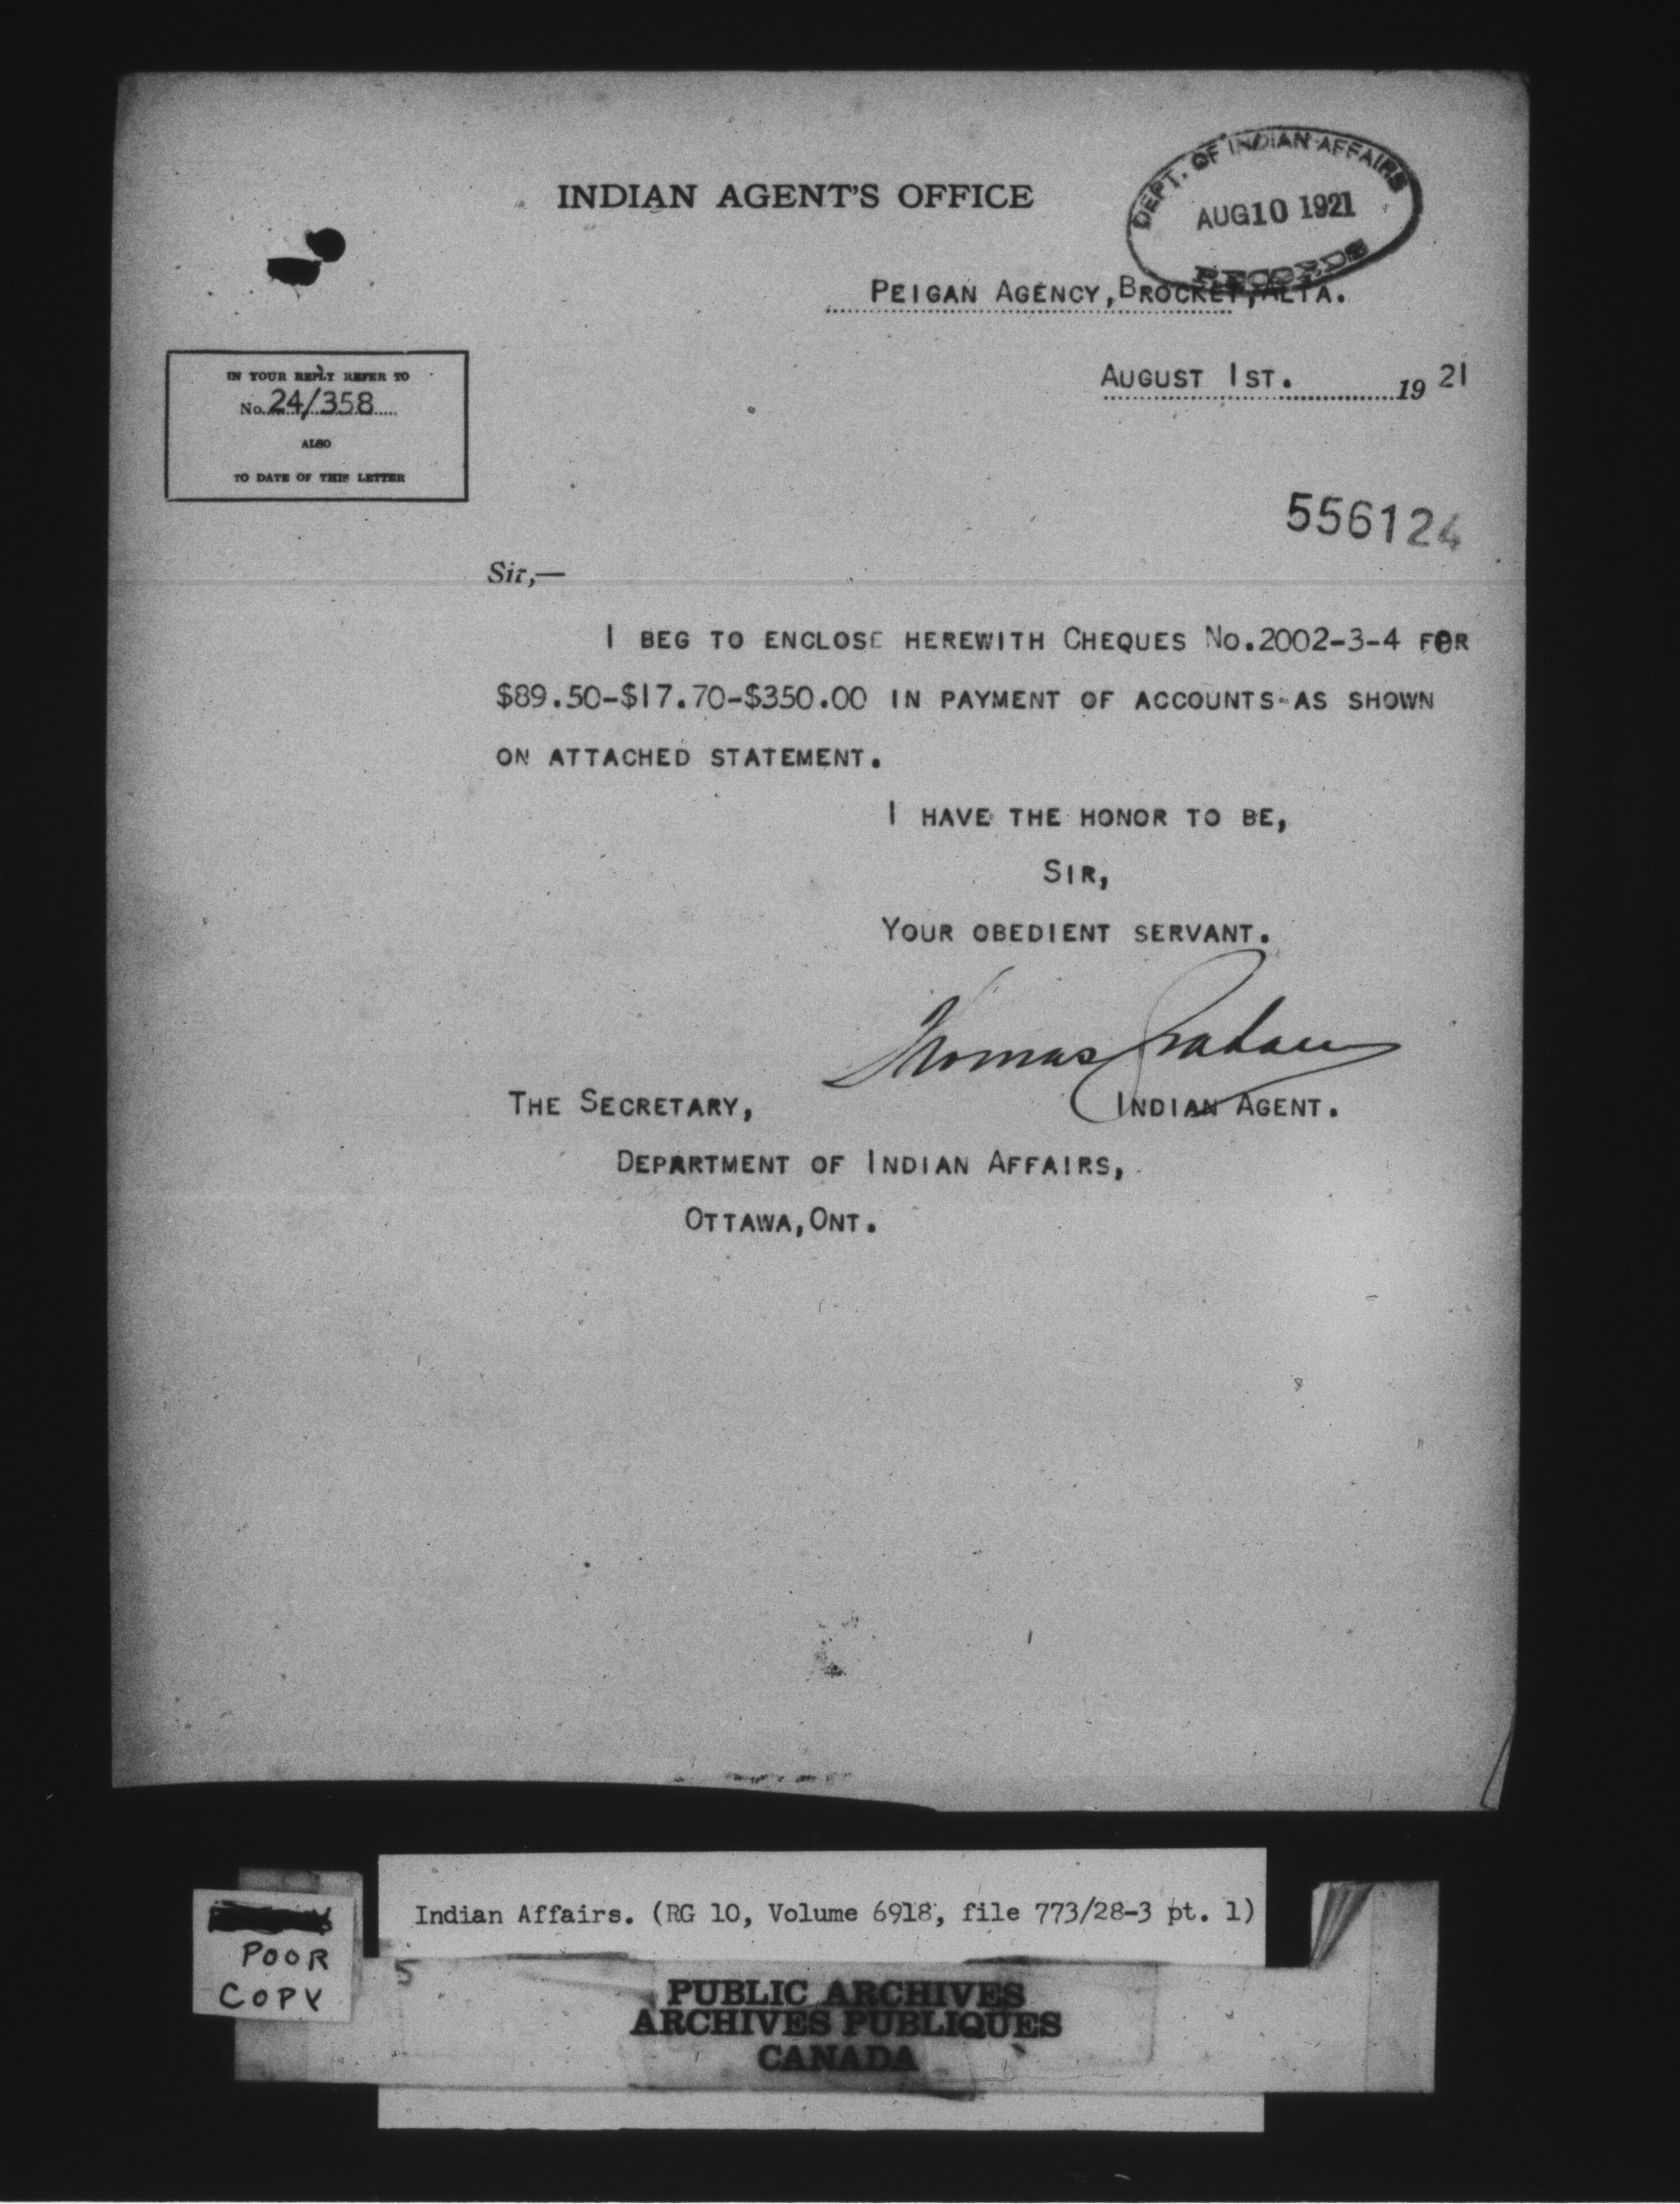 INDIAN AGENT'S OFFICE
DEPT. OF INDIAN AFFAIRS
AUG 10 1921
RECORDS
PEIGAN AGENCY, BROCKET, ALTA.
AUGUST 1ST. 19 21
IN YOUR REPLY REFER TO
No. 24/358
ALSO
TO DATE OF THIS LETTER
556124
Sir,—
I BEG TO ENCLOSE HEREWITH CHEQUES NO.2002-3-4 FOR
$89.50-$17.70-$350.00 IN PAYMENT OF ACCOUNTS AS SHOWN
ON ATTACHED STATEMENT.
I HAVE THE HONOR TO BE,
SIR,
YOUR OBEDIENT SERVANT.
Thomas Graham
THE SECRETARY, INDIAN AGENT.
DEPARTMENT OF INDIAN AFFAIRS,
OTTAWA, ONT.
Indian Affairs. (RG 10, Volume 6918, file 773/28-3 pt. 1)
POOR
COPY
5
PUBLIC ARCHIVES
ARCHIVES PUBLIQUES
CANADA